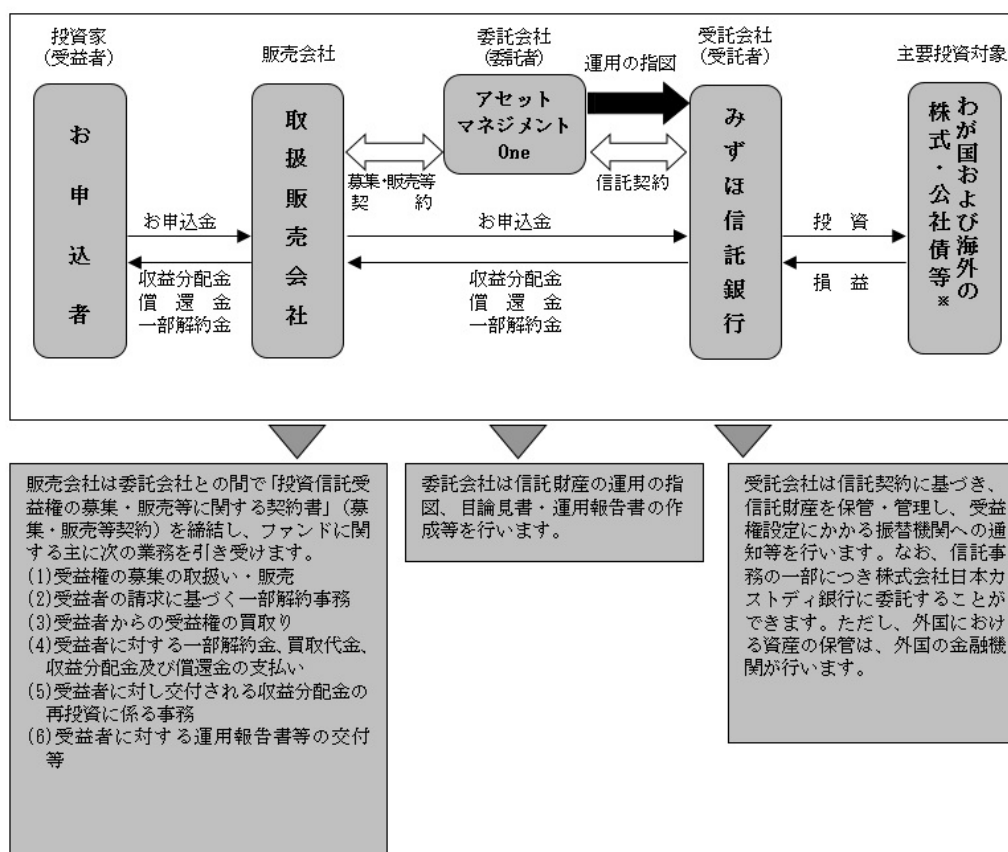 投資家
(受益者)
販売会社
委託会社
(委託者)
運用の指図
受託会社
(受託者)
主要投資対象
お申込者
取扱販売会社
アセット
マネジメント
One
みずほ信託銀行
わが国および海外の
株式・公社債等※
募集・販売等
契　　約
信託契約
お申込金
収益分配金
償　還　金
一部解約金
お申込金
収益分配金
償　還　金
一部解約金
投　資
損　益
販売会社は委託会社との間で「投資信託受
益権の募集・販売等に関する契約書」（募
集・販売等契約）を締結し、ファンドに関
する主に次の業務を引き受けます。
(1)受益権の募集の取扱い・販売
(2)受益者の請求に基づく一部解約事務
(3)受益者からの受益権の買取り
(4)受益者に対する一部解約金、買取代金、
収益分配金及び償還金の支払い
(5)受益者に対し交付される収益分配金の
再投資に係る事務
(6)受益者に対する運用報告書等の交付
等
委託会社は信託財産の運用の指
図、目論見書・運用報告書の作
成等を行います。
受託会社は信託契約に基づき、
信託財産を保管・管理し、受益
権設定にかかる振替機関への通
知等を行います。なお、信託事
務の一部につき株式会社日本カ
ストディ銀行に委託することが
できます。ただし、外国におけ
る資産の保管は、外国の金融機
関が行います。